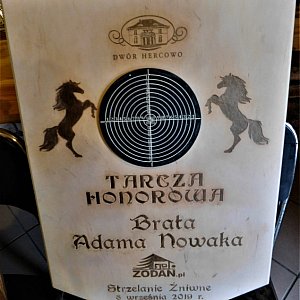 DWÓR HERCOWO
TARCZA
HONOROWA
Brata
Adama Nowaka
ZODAN.pl
Strzelanie Żniwne
8 września 2019 r.